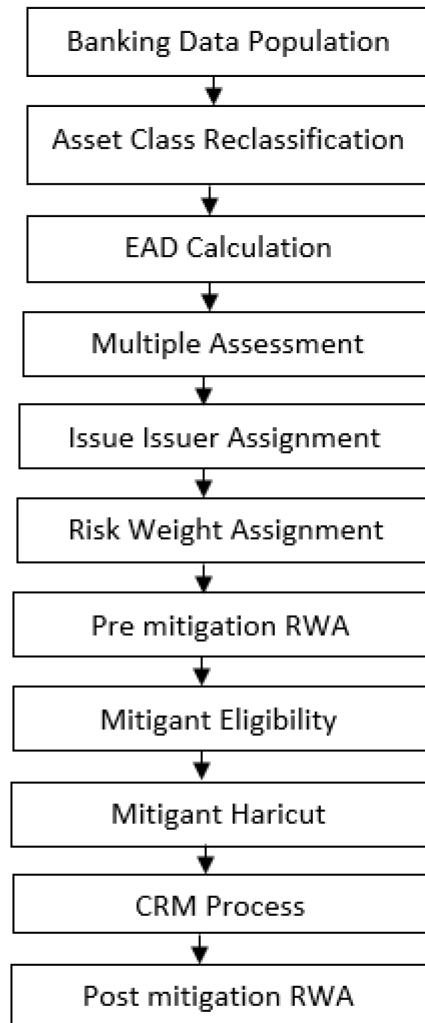 Banking Data Population
Asset Class Reclassification
EAD Calculation
Multiple Assessment
Issue Issuer Assignment
Risk Weight Assignment
Pre mitigation RWA
Mitigant Eligibility
Mitigant Haricut
CRM Process
Post mitigation RWA